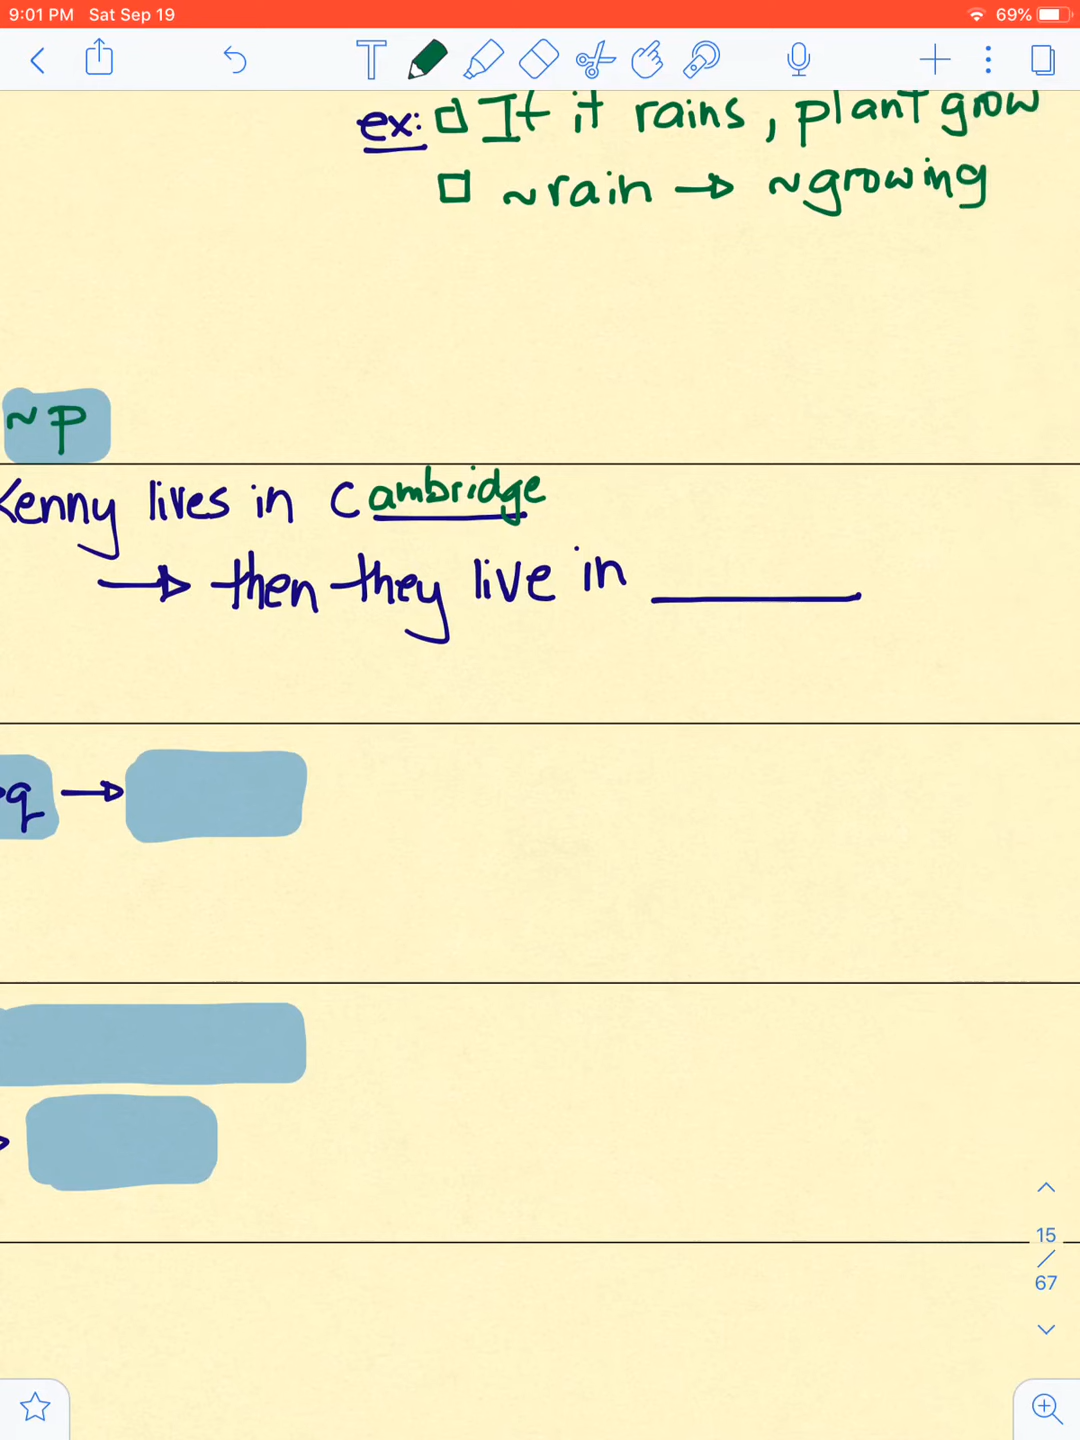 9:01 PM Sat Sep 19 69%
T
ex: If it rains, plant grow
~rain → ~growing
~p
Kenny lives in Cambridge
→ then they live in
q →
15
/
67